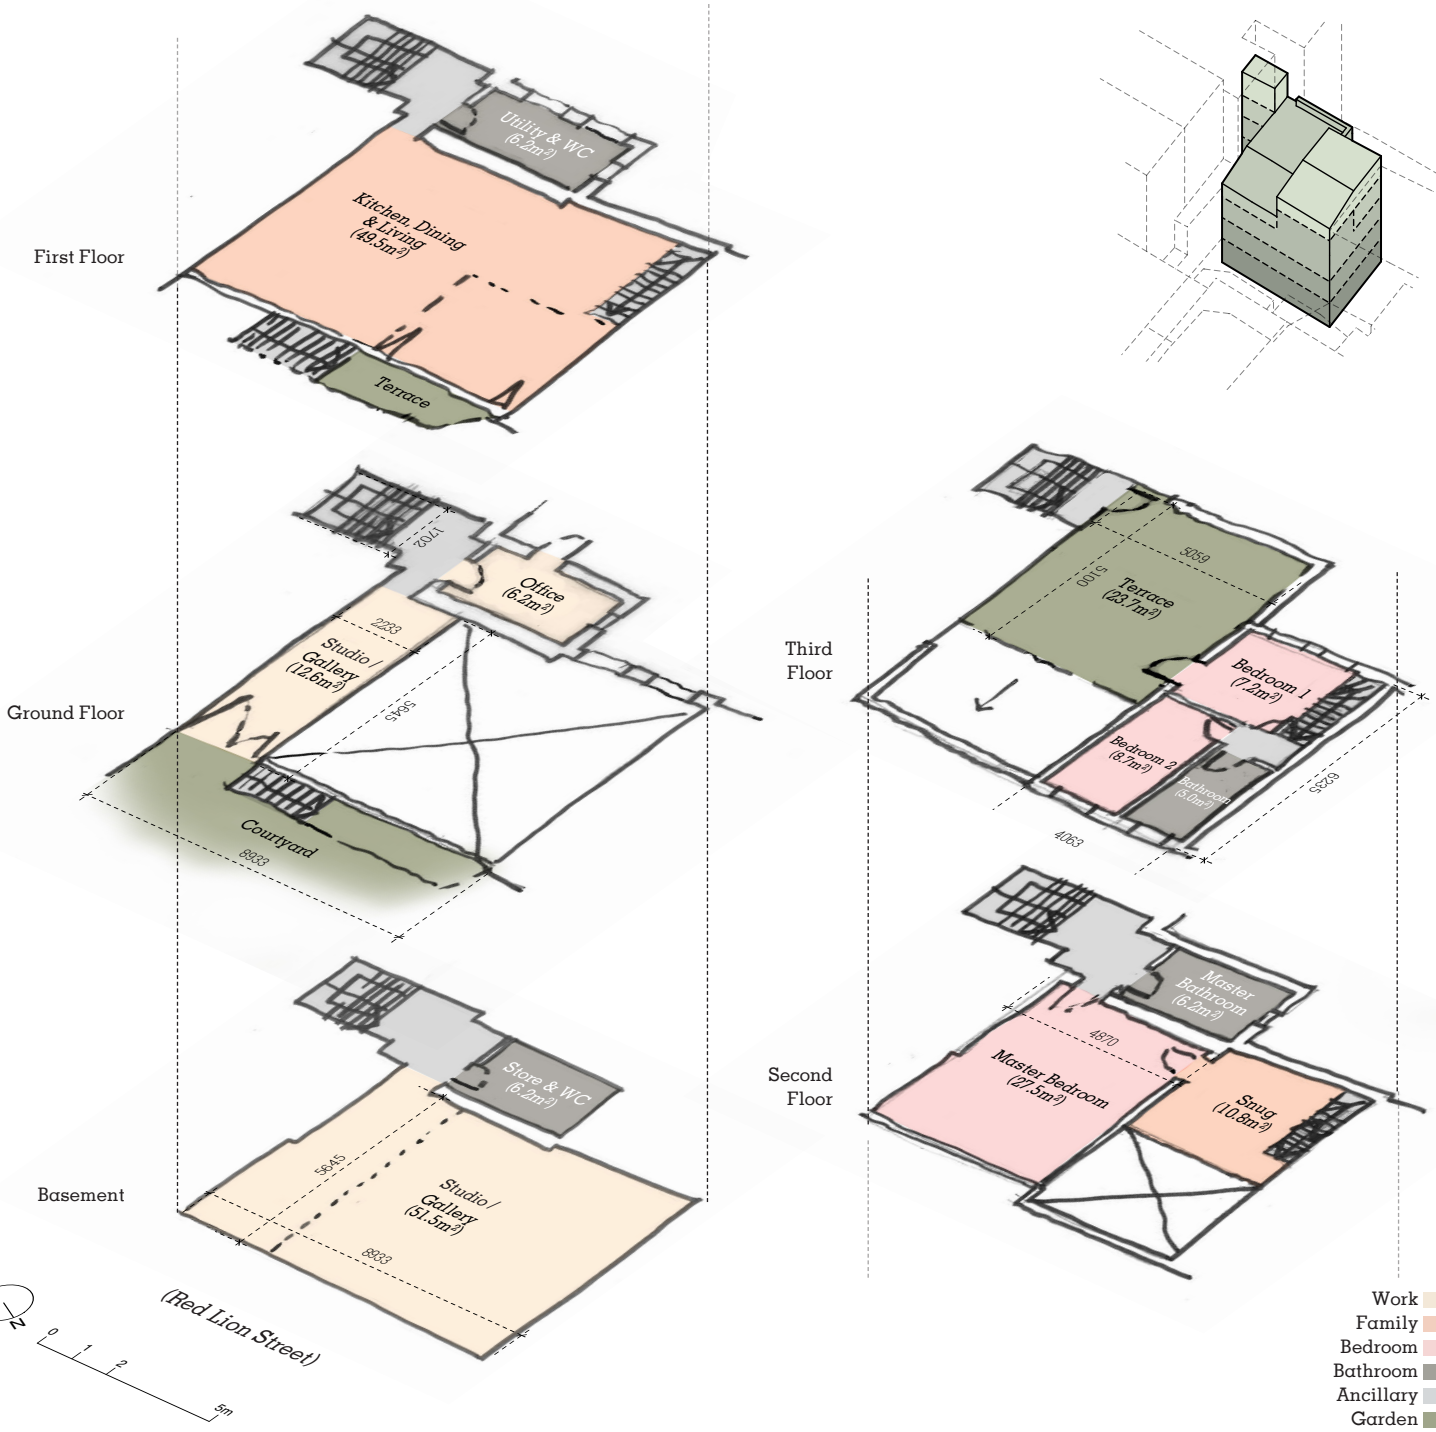 First Floor
Utility & WC
(6.2m²)
Kitchen, Dining
& Living
(49.5m²)
Terrace
Ground Floor
1702
Office
(6.2m²)
2233
Studio /
Gallery
(12.6m²)
5645
Courtyard
8933
Basement
Store & WC
(6.2m²)
5645
Studio /
Gallery
(51.5m²)
8933
(Red Lion Street)
N
0
1
2
5m
Third
Floor
5059
5100
Terrace
(23.7m²)
Bedroom 1
(7.2m²)
Bedroom 2
(8.7m²)
Bathroom
(5.0m²)
6235
4063
Second
Floor
Master
Bathroom
(6.2m²)
4870
Master Bedroom
(27.5m²)
Snug
(10.8m²)
Work
Family
Bedroom
Bathroom
Ancillary
Garden